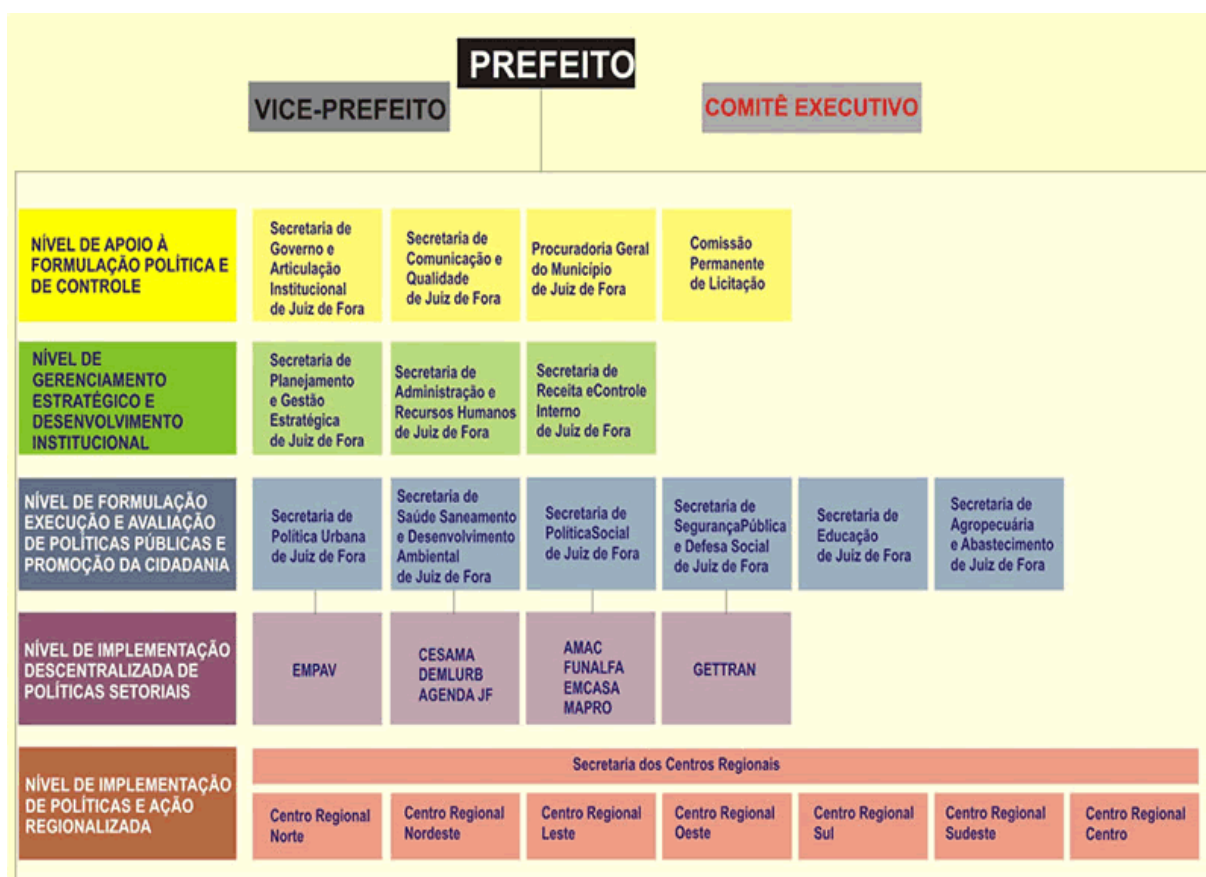 PREFEITO
VICE-PREFEITO
COMITÊ EXECUTIVO
NÍVEL DE APOIO À
FORMULAÇÃO POLÍTICA E
DE CONTROLE
Secretaria de
Governo e
Articulação
Institucional
de Juiz de Fora
Secretaria de
Comunicação e
Qualidade
de Juiz de Fora
Procuradoria Geral
do Município
de Juiz de Fora
Comissão
Permanente
de Licitação
NÍVEL DE
GERENCIAMENTO
ESTRATÉGICO E
DESENVOLVIMENTO
INSTITUCIONAL
Secretaria de
Planejamento
e Gestão
Estratégica
de Juiz de Fora
Secretaria de
Administração e
Recursos Humanos
de Juiz de Fora
Secretaria de
Receita eControle
Interno
de Juiz de Fora
NÍVEL DE FORMULAÇÃO
EXECUÇÃO E AVALIAÇÃO
DE POLÍTICAS PÚBLICAS E
PROMOÇÃO DA CIDADANIA
Secretaria de
Política Urbana
de Juiz de Fora
Secretaria de
Saúde Saneamento
e Desenvolvimento
Ambiental
de Juiz de Fora
Secretaria de
PolíticaSocial
de Juiz de Fora
Secretaria de
SegurançaPública
e Defesa Social
de Juiz de Fora
Secretaria de
Educação
de Juiz de Fora
Secretaria de
Agropecuária
e Abastecimento
de Juiz de Fora
NÍVEL DE IMPLEMENTAÇÃO
DESCENTRALIZADA DE
POLÍTICAS SETORIAIS
EMPAV
CESAMA
DEMLURB
AGENDA JF
AMAC
FUNALFA
EMCASA
MAPRO
GETTRAN
NÍVEL DE IMPLEMENTAÇÃO
DE POLÍTICAS E AÇÃO
REGIONALIZADA
Secretaria dos Centros Regionais
Centro Regional
Norte
Centro Regional
Nordeste
Centro Regional
Leste
Centro Regional
Oeste
Centro Regional
Sul
Centro Regional
Sudeste
Centro Regional
Centro